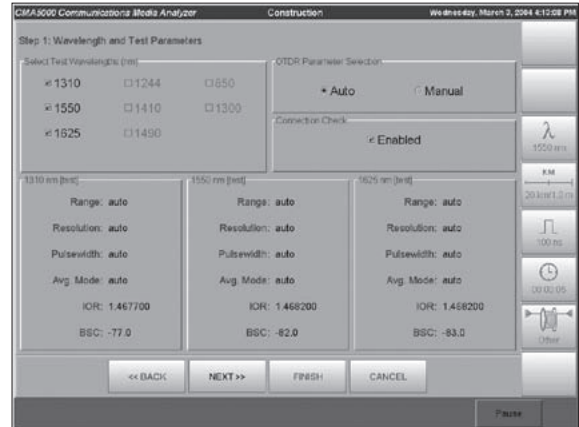 CMA5000 Communications Media Analyzer Construction Wednesday, March 3, 2004 4:13:08 PM
Step 1: Wavelength and Test Parameters
Select Test Wavelengths (nm)
1310 1244 850
1550 1410 1300
1625 1490
OTDR Parameter Selection
Auto Manual
Connection Check
Enabled
1310 nm [test]
Range: auto
Resolution: auto
Pulsewidth: auto
Avg. Mode: auto
IOR: 1.467700
BSC: -77.0
1550 nm [test]
Range: auto
Resolution: auto
Pulsewidth: auto
Avg. Mode: auto
IOR: 1.468200
BSC: -82.0
1625 nm [test]
Range: auto
Resolution: auto
Pulsewidth: auto
Avg. Mode: auto
IOR: 1.468200
BSC: -83.0
<< BACK NEXT >> FINISH CANCEL
λ
1550 nm
KM
20 km/1.0 m
100 ns
00:00:05
Other
Pause